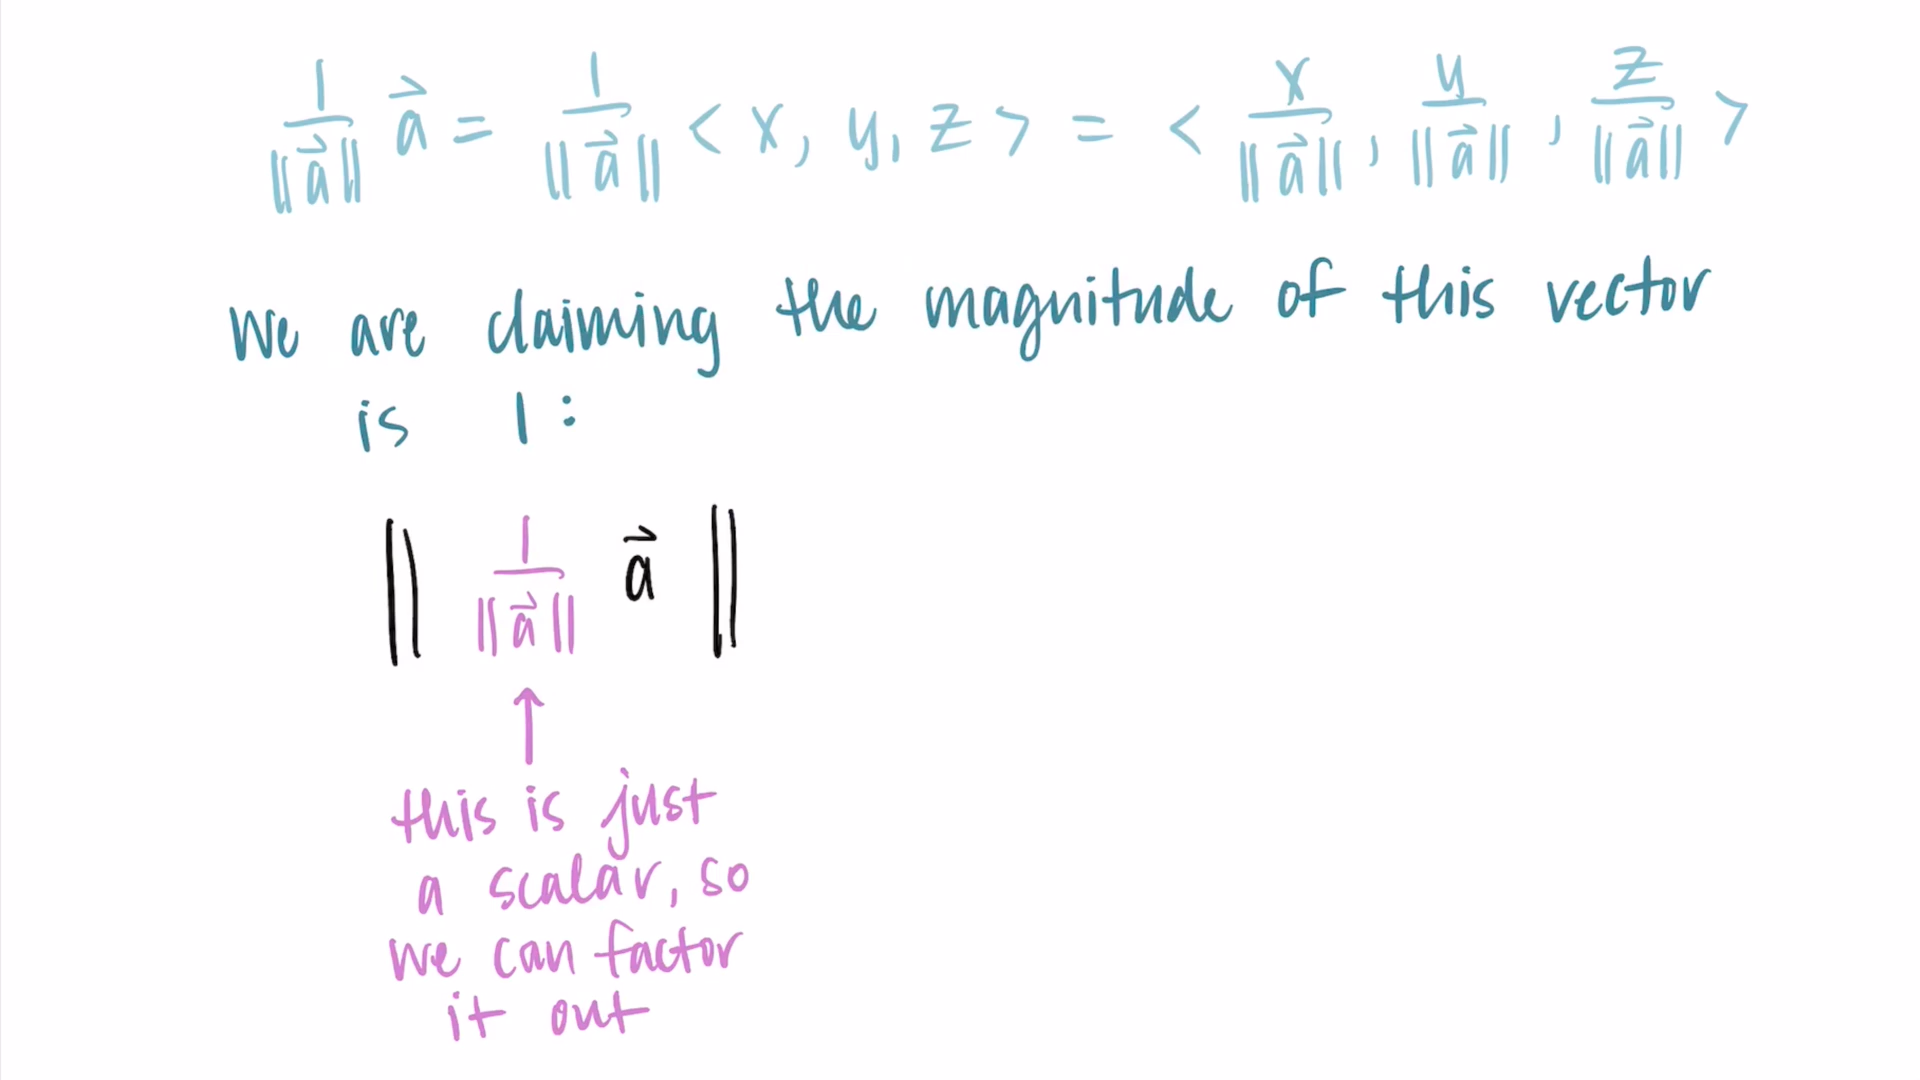 1/‖a⃗‖ a⃗ = 1/‖a⃗‖ < x, y, z > = < x/‖a⃗‖, y/‖a⃗‖, z/‖a⃗‖ >
we are claiming the magnitude of this vector
is 1:
‖ 1/‖a⃗‖ a⃗ ‖
↑
this is just
a scalar, so
we can factor
it out